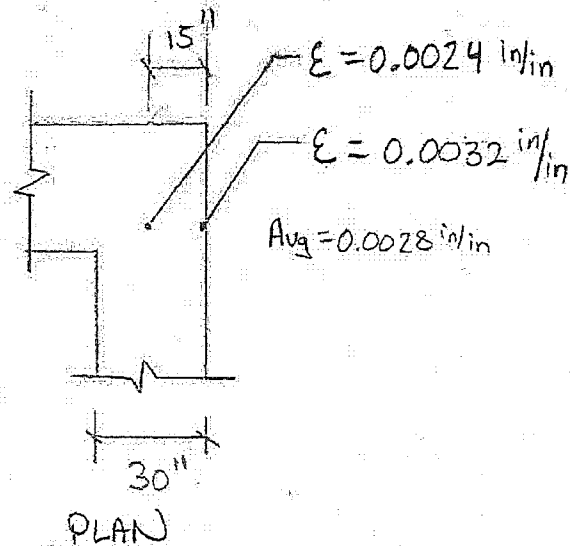 15"
ε = 0.0024 in/in
ε = 0.0032 in/in
Avg = 0.0028 in/in
30"
PLAN